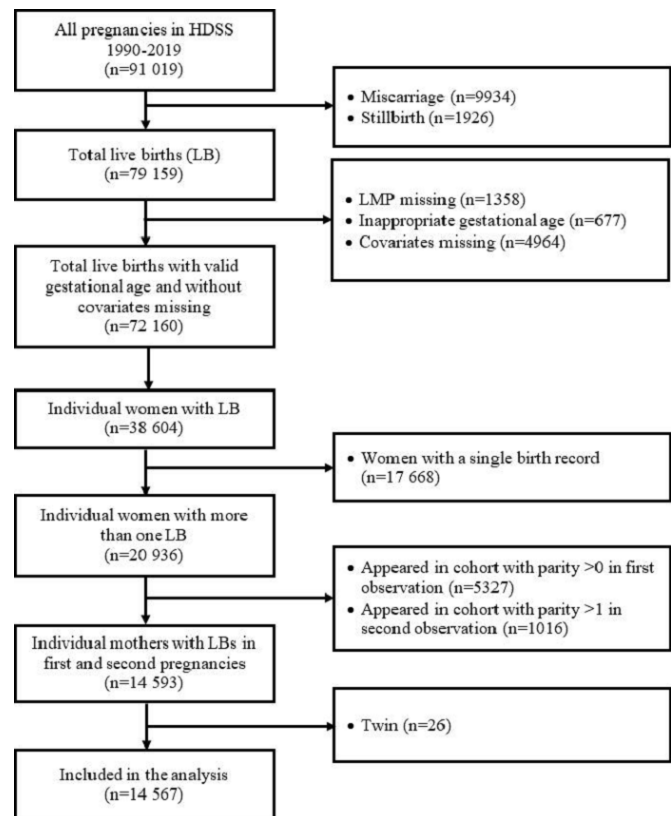 All pregnancies in HDSS
1990-2019
(n=91 019)
• Miscarriage (n=9934)
• Stillbirth (n=1926)
Total live births (LB)
(n=79 159)
• LMP missing (n=1358)
• Inappropriate gestational age (n=677)
• Covariates missing (n=4964)
Total live births with valid
gestational age and without
covariates missing
(n=72 160)
Individual women with LB
(n=38 604)
• Women with a single birth record
(n=17 668)
Individual women with more
than one LB
(n=20 936)
• Appeared in cohort with parity >0 in first
observation (n=5327)
• Appeared in cohort with parity >1 in
second observation (n=1016)
Individual mothers with LBs in
first and second pregnancies
(n=14 593)
• Twin (n=26)
Included in the analysis
(n=14 567)